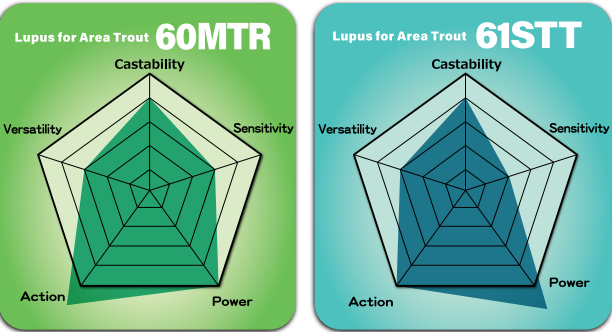 Lupus for Area Trout 60MTR
Castability
Versatility
Sensitivity
Action
Power
Lupus for Area Trout 61STT
Castability
Versatility
Sensitivity
Action
Power